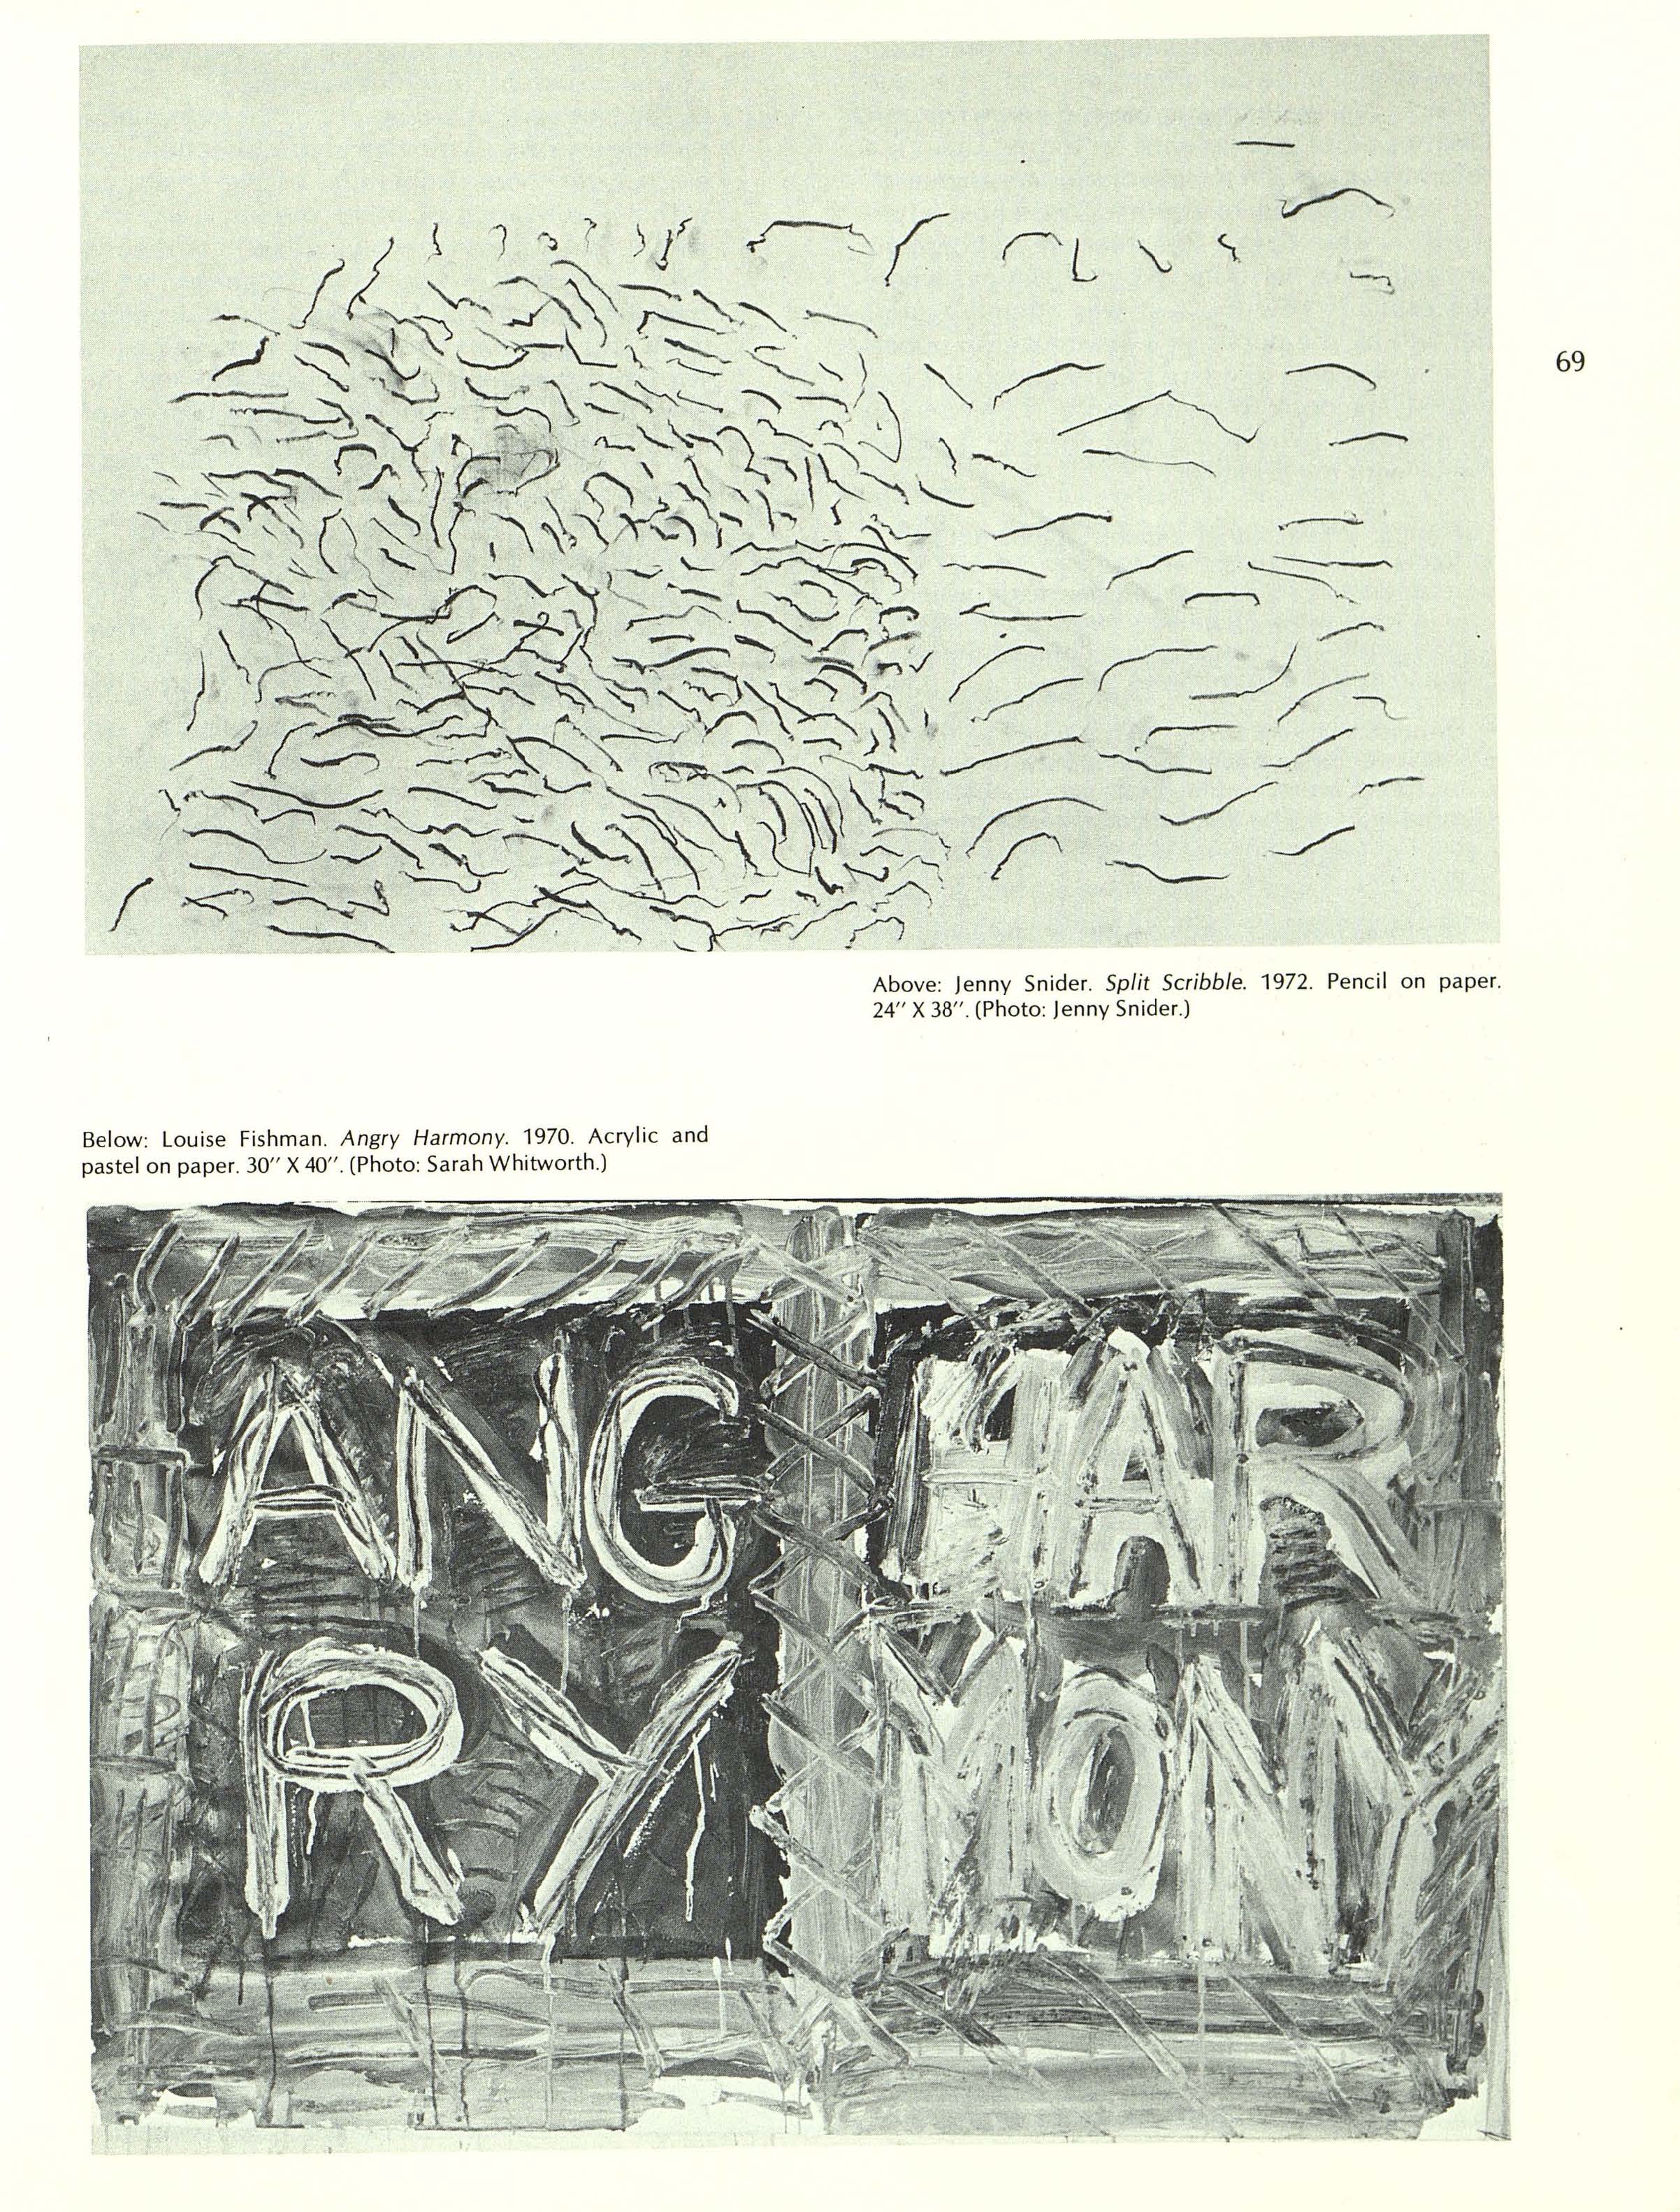 69
Above: Jenny Snider. Split Scribble. 1972. Pencil on paper.
24″ X 38″. (Photo: Jenny Snider.)
Below: Louise Fishman. Angry Harmony. 1970. Acrylic and
pastel on paper. 30″ X 40″. (Photo: Sarah Whitworth.)
ANG HAR
RY MONY